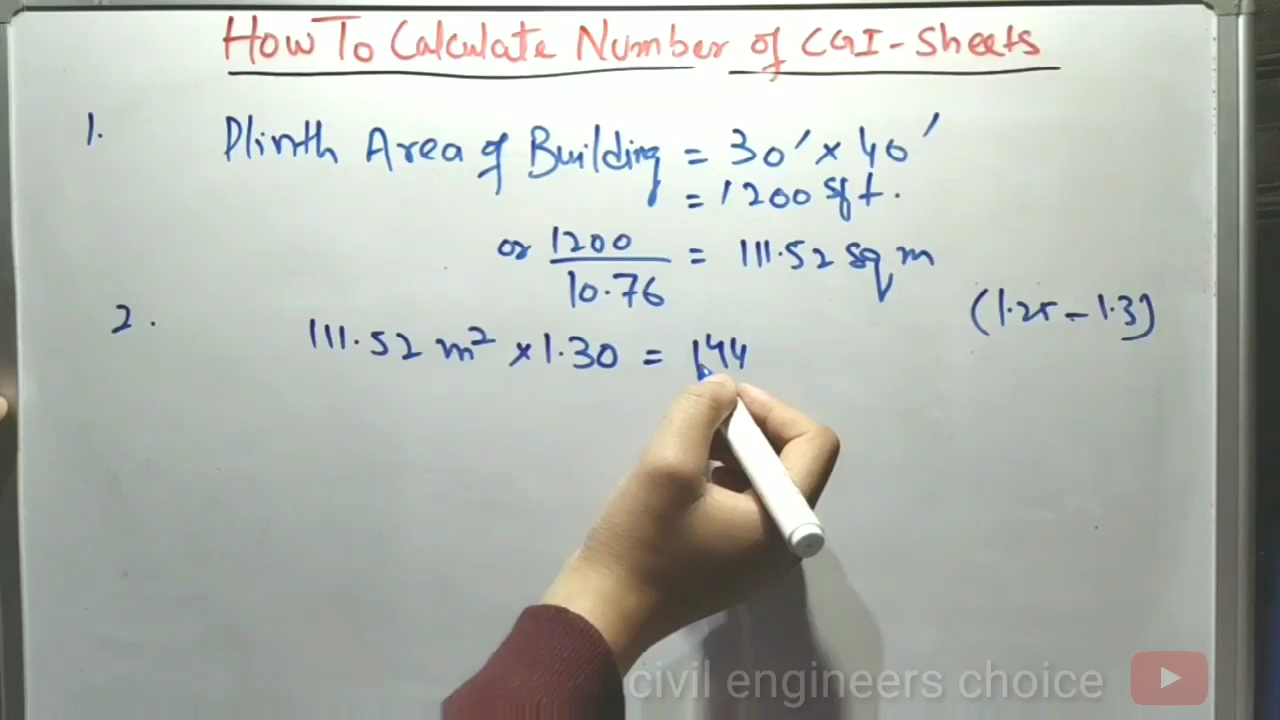 How To Calculate Number of CGI-Sheets
1. Plinth Area of Building = 30' × 40'
= 1200 sft.
or 1200/10.76 = 111.52 sq m
(1.25 - 1.3)
2. 111.52 m² × 1.30 = 144
civil engineers choice